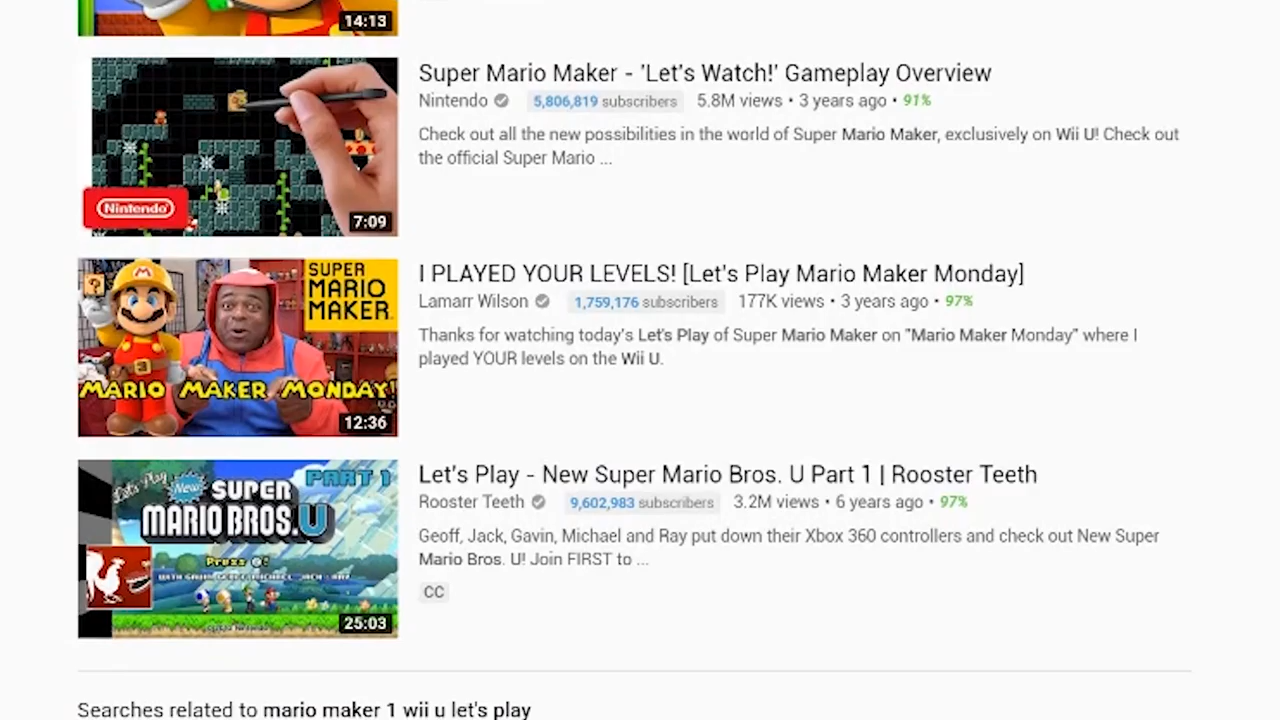 14:13
Super Mario Maker - 'Let's Watch!' Gameplay Overview
Nintendo 5,806,819 subscribers 5.8M views • 3 years ago • 91%
Check out all the new possibilities in the world of Super Mario Maker, exclusively on Wii U! Check out
the official Super Mario ...
Nintendo
7:09
SUPER
MARIO
MAKER
MARIO MAKER MONDAY!
12:36
I PLAYED YOUR LEVELS! [Let's Play Mario Maker Monday]
Lamarr Wilson 1,759,176 subscribers 177K views • 3 years ago • 97%
Thanks for watching today's Let's Play of Super Mario Maker on "Mario Maker Monday" where I
played YOUR levels on the Wii U.
Let's Play PART 1
New SUPER
MARIO BROS. U
25:03
Let's Play - New Super Mario Bros. U Part 1 | Rooster Teeth
Rooster Teeth 9,602,983 subscribers 3.2M views • 6 years ago • 97%
Geoff, Jack, Gavin, Michael and Ray put down their Xbox 360 controllers and check out New Super
Mario Bros. U! Join FIRST to ...
CC
Searches related to mario maker 1 wii u let's play